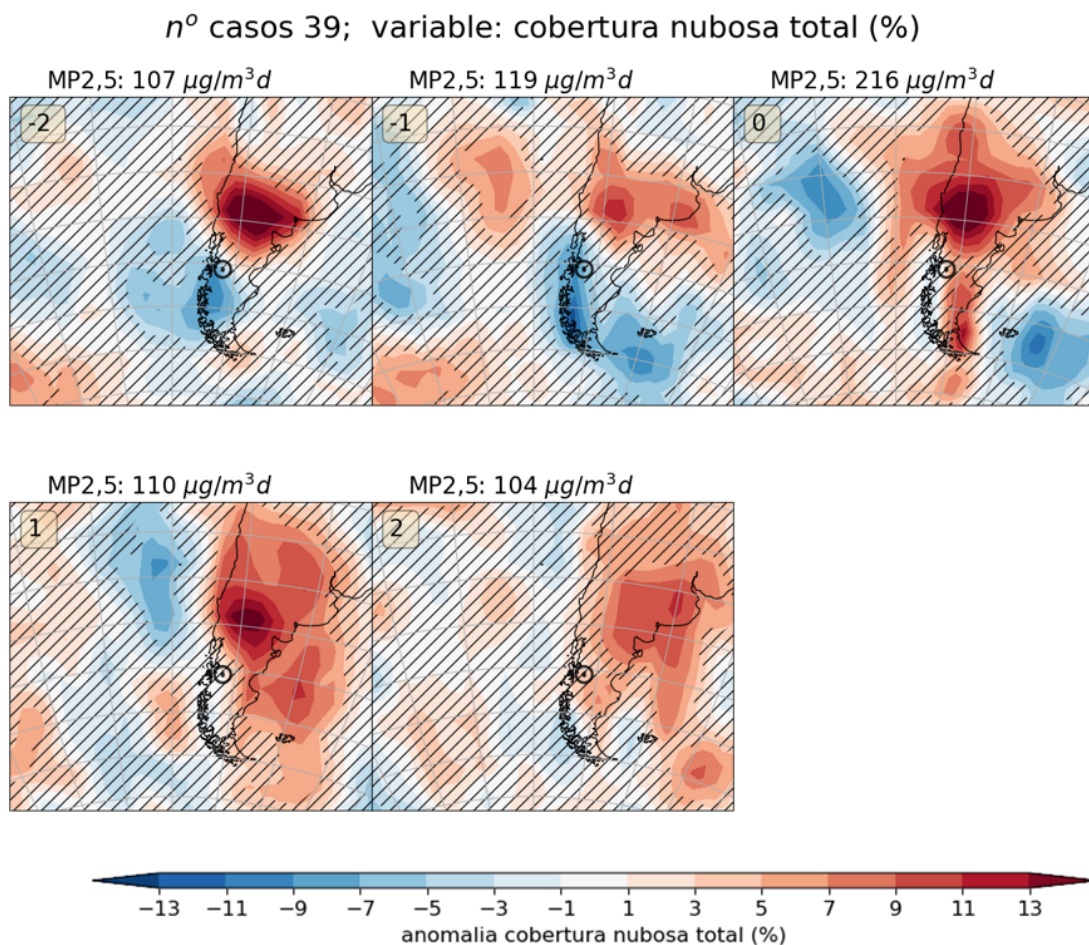 nº casos 39; variable: cobertura nubosa total (%)
MP2,5: 107 µg/m³d
MP2,5: 119 µg/m³d
MP2,5: 216 µg/m³d
-2
-1
0
MP2,5: 110 µg/m³d
MP2,5: 104 µg/m³d
1
2
−13 −11 −9 −7 −5 −3 −1 1 3 5 7 9 11 13
anomalia cobertura nubosa total (%)